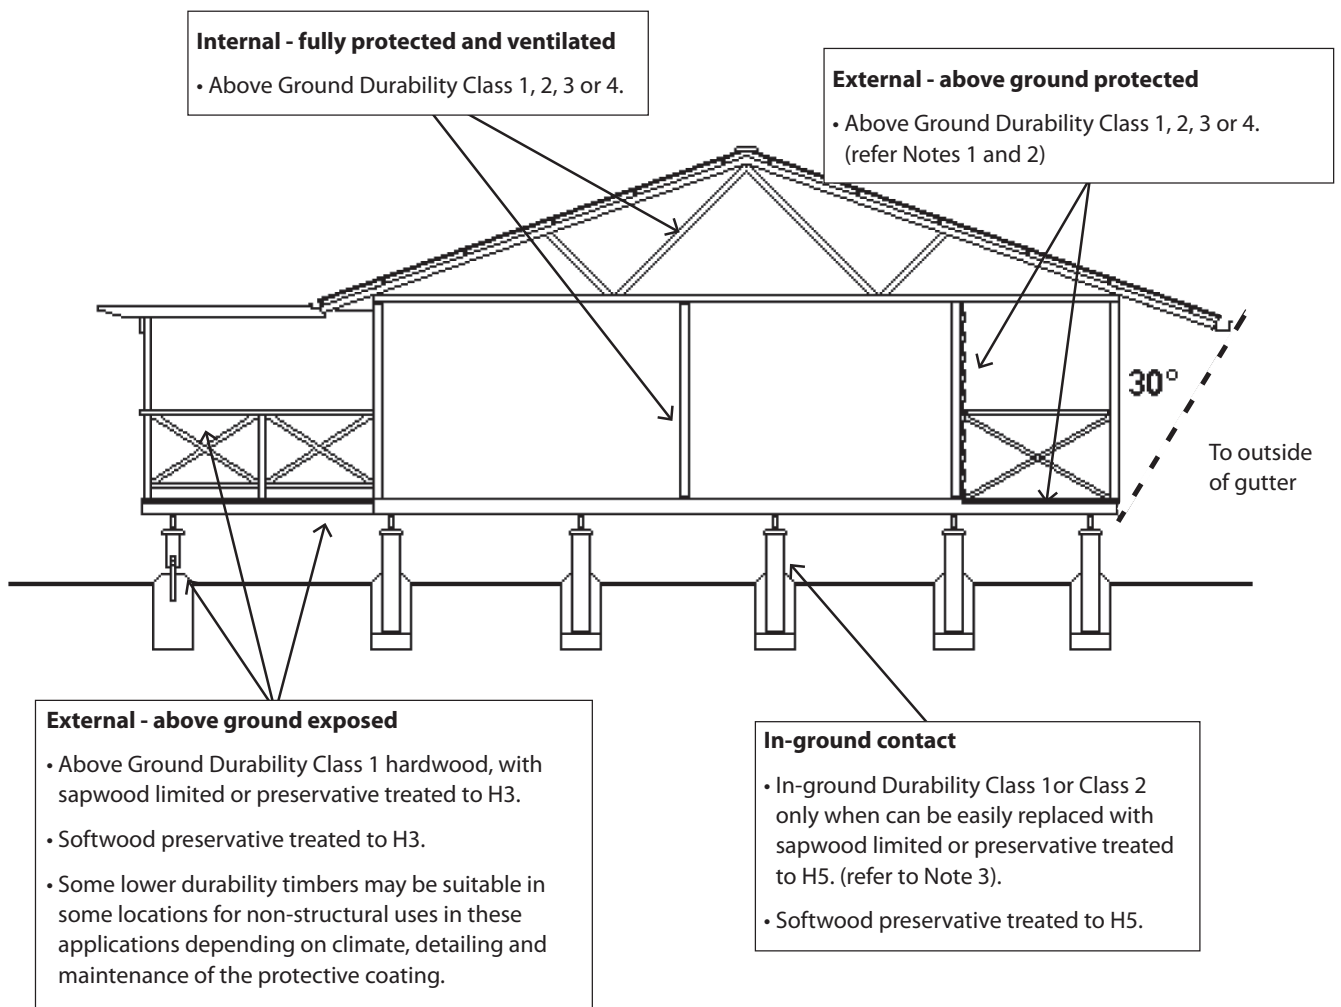 Internal - fully protected and ventilated
• Above Ground Durability Class 1, 2, 3 or 4.
External - above ground protected
• Above Ground Durability Class 1, 2, 3 or 4.
(refer Notes 1 and 2)
30°
To outside
of gutter
External - above ground exposed
• Above Ground Durability Class 1 hardwood, with
sapwood limited or preservative treated to H3.
• Softwood preservative treated to H3.
• Some lower durability timbers may be suitable in
some locations for non-structural uses in these
applications depending on climate, detailing and
maintenance of the protective coating.
In-ground contact
• In-ground Durability Class 1or Class 2
only when can be easily replaced with
sapwood limited or preservative treated
to H5. (refer to Note 3).
• Softwood preservative treated to H5.